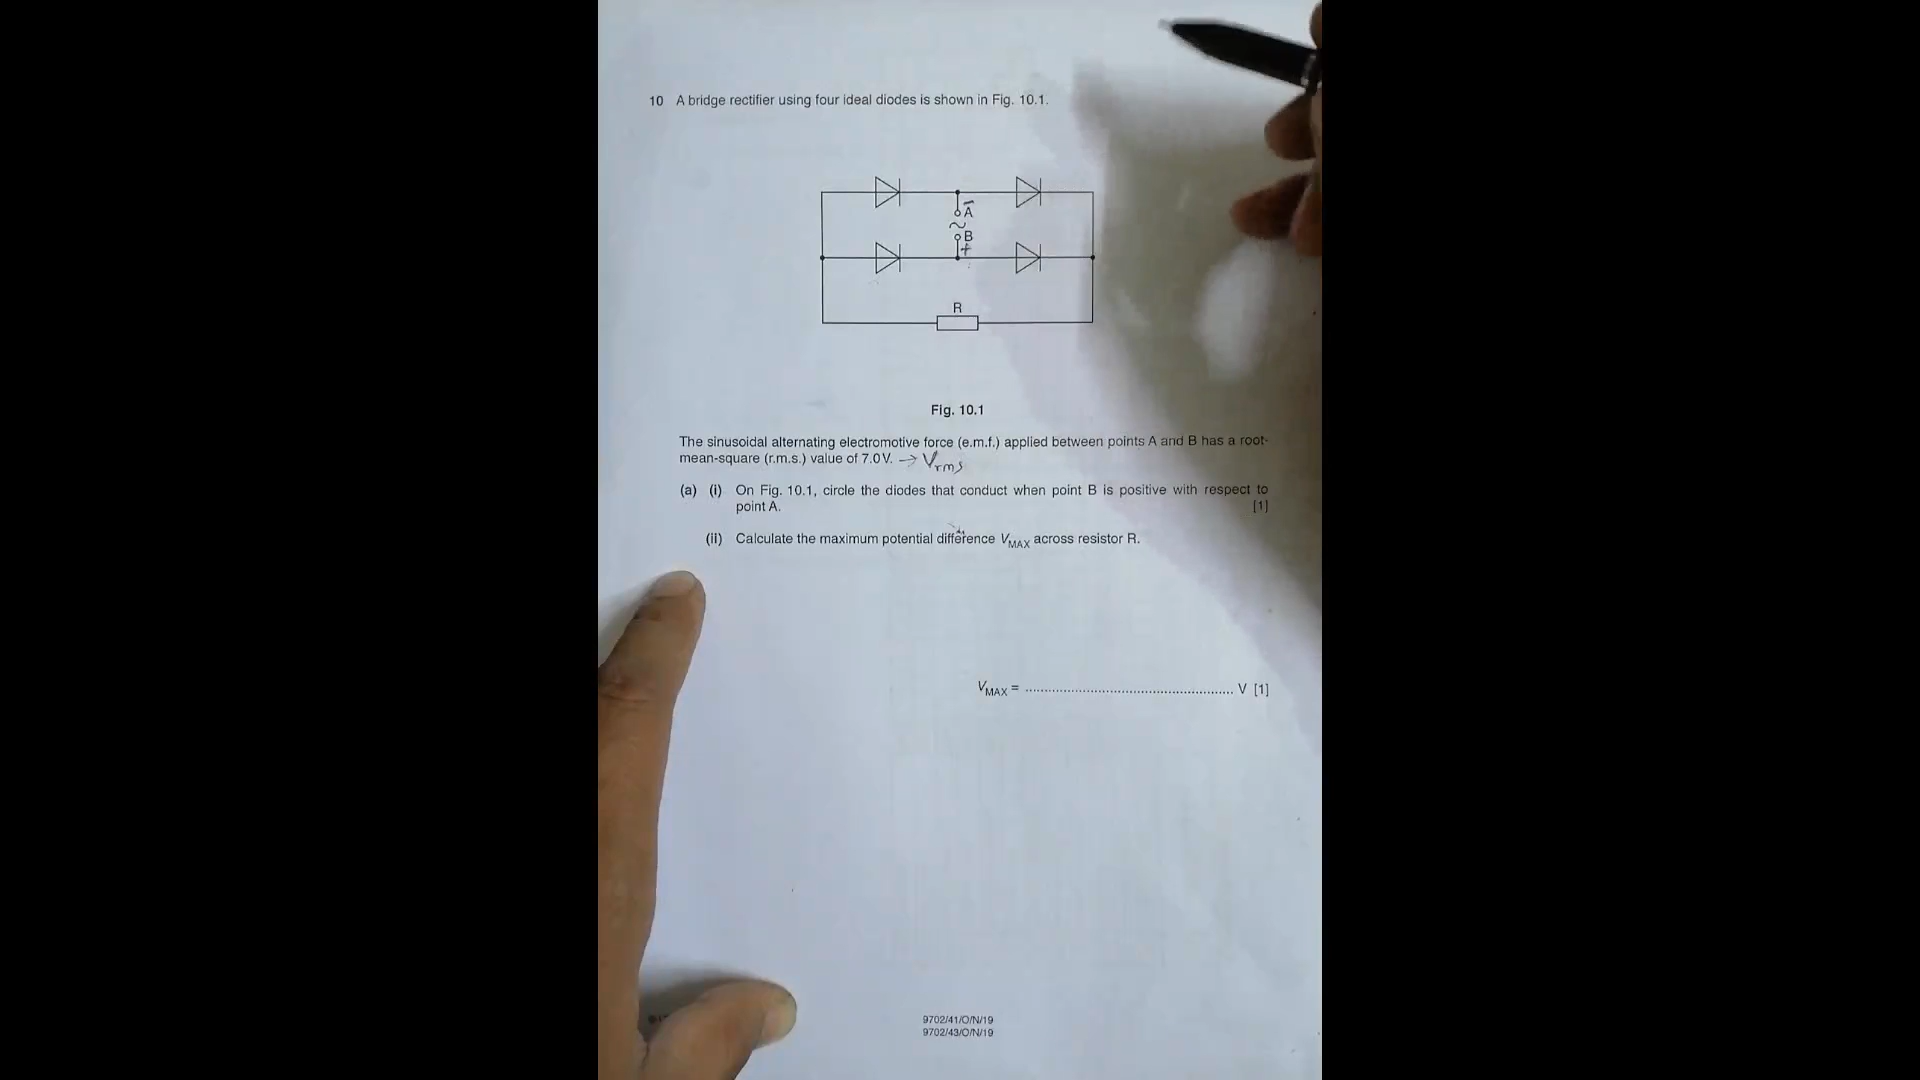 10 A bridge rectifier using four ideal diodes is shown in Fig. 10.1.
A
~
B
+
R
Fig. 10.1
The sinusoidal alternating electromotive force (e.m.f.) applied between points A and B has a root-
mean-square (r.m.s.) value of 7.0V. → Vrms
(a) (i) On Fig. 10.1, circle the diodes that conduct when point B is positive with respect to
point A. [1]
(ii) Calculate the maximum potential difference VMAX across resistor R.
VMAX = .................................................... V [1]
9702/41/O/N/19
9702/43/O/N/19